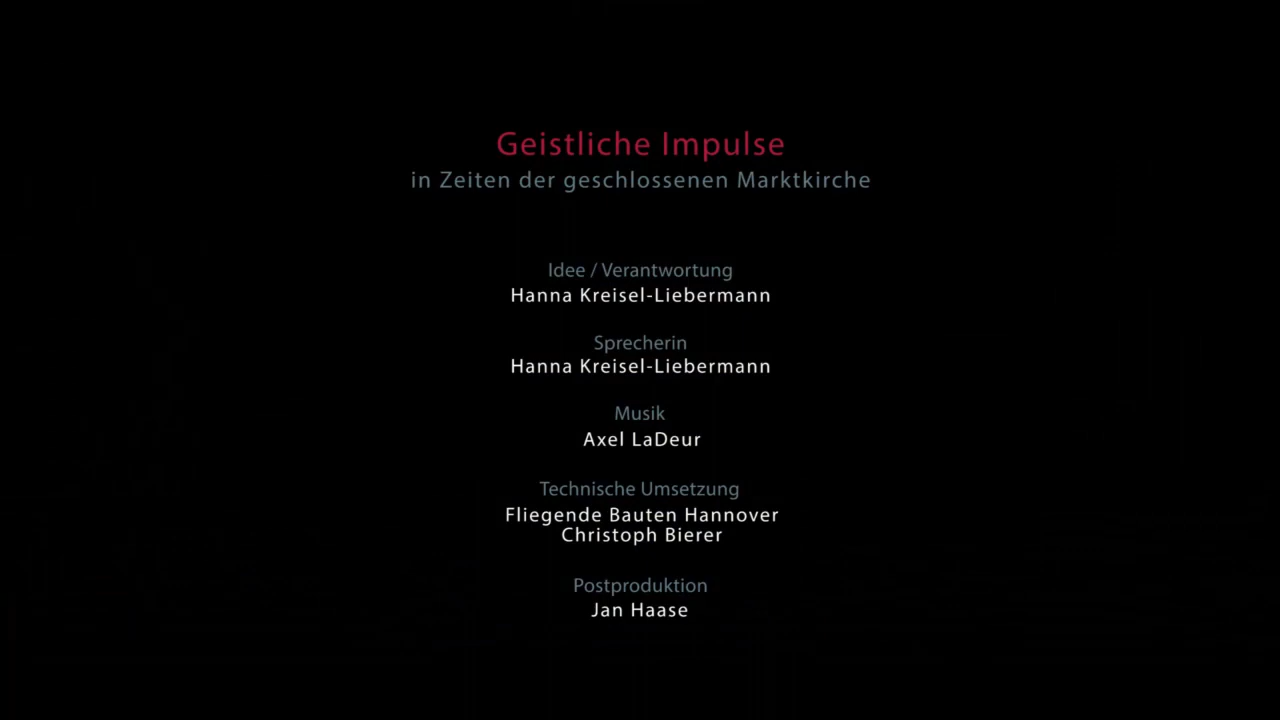 Geistliche Impulse
in Zeiten der geschlossenen Marktkirche
Idee / Verantwortung
Hanna Kreisel-Liebermann
Sprecherin
Hanna Kreisel-Liebermann
Musik
Axel LaDeur
Technische Umsetzung
Fliegende Bauten Hannover
Christoph Bierer
Postproduktion
Jan Haase